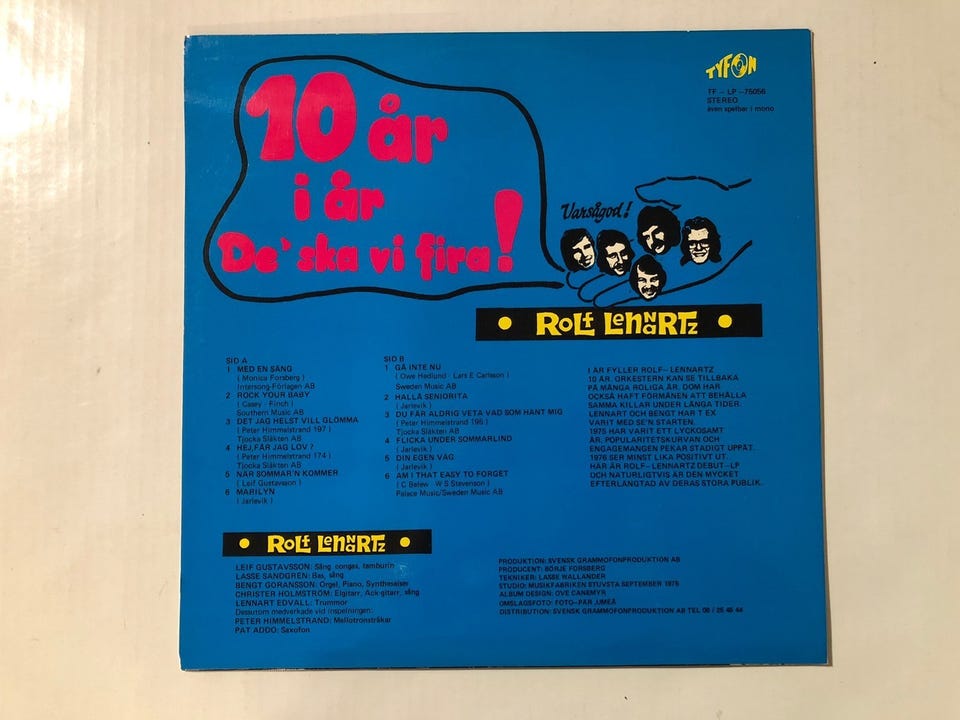 10 år
i år
De' ska vi fira!
TYFON
TF - LP -75056
STEREO
även spelbar i mono
Varsågod!
• ROLF LENNARTZ •
SID A
1 MED EN SÅNG
( Monica Forsberg )
Intersong-Förlagen AB
2 ROCK YOUR BABY
( Casey - Finch )
Southern Music AB
3 DET JAG HELST VILL GLÖMMA
( Peter Himmelstrand 197 )
Tjocka Släkten AB
4 HEJ, FÅR JAG LOV ?
( Peter Himmelstrand 174 )
Tjocka Släkten AB
5 NÄR SOMMAR'N KOMMER
( Leif Gustavsson )
6 MARILYN
( Jarlevik )
SID B
1 GÅ INTE NU
( Owe Hedlund - Lars E Carlsson )
Sweden Music AB
2 HALLÅ SENIORITA
( Jarlevik )
3 DU FÅR ALDRIG VETA VAD SOM HÄNT MIG
( Peter Himmelstrand 195 )
Tjocka Släkten AB
4 FLICKA UNDER SOMMARLIND
( Jarlevik )
5 DIN EGEN VÄG
( Jarlevik )
6 AM I THAT EASY TO FORGET
( C Belew - W S Stevenson )
Palace Music/Sweden Music AB
I ÅR FYLLER ROLF-LENNARTZ
10 ÅR. ORKESTERN KAN SE TILLBAKA
PÅ MÅNGA ROLIGA ÅR. DOM HAR
OCKSÅ HAFT FÖRMÅNEN ATT BEHÅLLA
SAMMA KILLAR UNDER LÅNGA TIDER
LENNART OCH BENGT HAR T EX
VARIT MED SE'N STARTEN.
1975 HAR VARIT ETT LYCKOSAMT
ÅR. POPULARITETSKURVAN OCH
ENGAGEMANGEN PEKAR STADIGT UPPÅT.
1976 SER MINST LIKA POSITIVT UT.
HÄR ÄR ROLF-LENNARTZ DEBUT-LP
OCH NATURLIGTVIS ÄR DEN MYCKET
EFTERLÄNGTAD AV DERAS STORA PUBLIK.
• ROLF LENNARTZ •
LEIF GUSTAVSSON: Sång, congas, tamburin
LASSE SANDGREN: Bas, sång
BENGT GÖRANSSON: Orgel, Piano, Synthesiser
CHRISTER HOLMSTRÖM: Elgitarr, Ack-gitarr, sång
LENNART EDVALL: Trummor
Dessutom medverkade vid inspelningen:
PETER HIMMELSTRAND: Mellotronstråkar
PAT ADDO: Saxofon
PRODUKTION: SVENSK GRAMMOFONPRODUKTION AB
PRODUCENT: BÖRJE FORSBERG
TEKNIKER: LASSE WALLANDER
STUDIO: MUSIKFABRIKEN STUVSTA SEPTEMBER 1975
ALBUM DESIGN: OVE CANEMYR
OMSLAGSFOTO: FOTO-PÄR ,UMEÅ
DISTRIBUTION: SVENSK GRAMMOFONPRODUKTION AB TEL 08 /